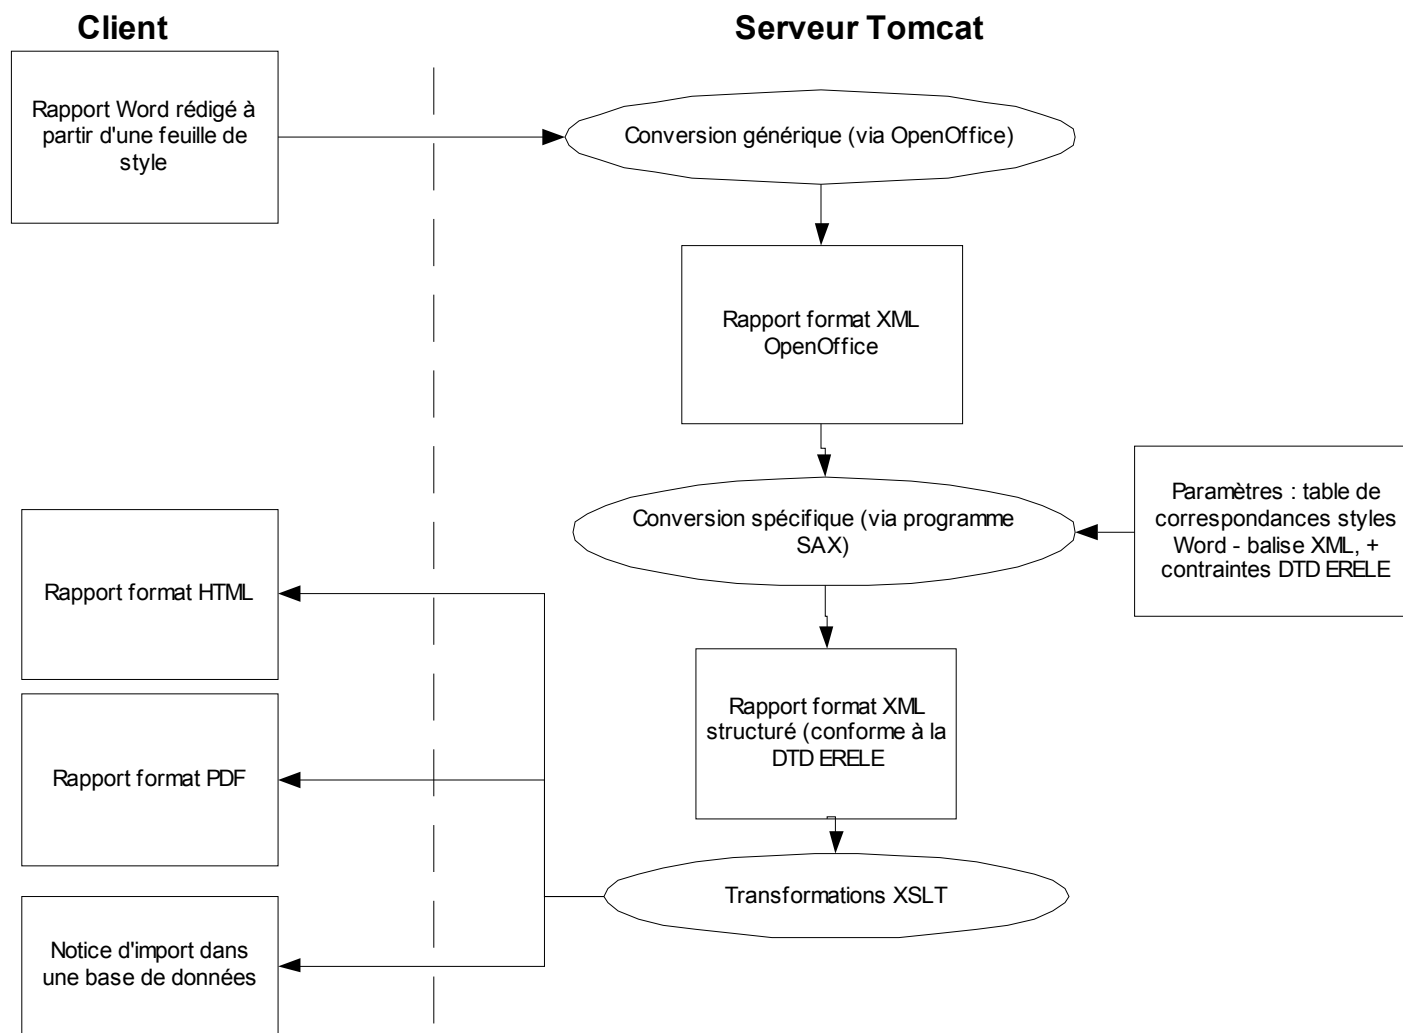 Client
Serveur Tomcat
Rapport Word rédigé à
partir d'une feuille de
style
Conversion générique (via OpenOffice)
Rapport format XML
OpenOffice
Conversion spécifique (via programme
SAX)
Paramètres : table de
correspondances styles
Word - balise XML, +
contraintes DTD ERELE
Rapport format HTML
Rapport format XML
structuré (conforme à la
DTD ERELE
Rapport format PDF
Transformations XSLT
Notice d'import dans
une base de données